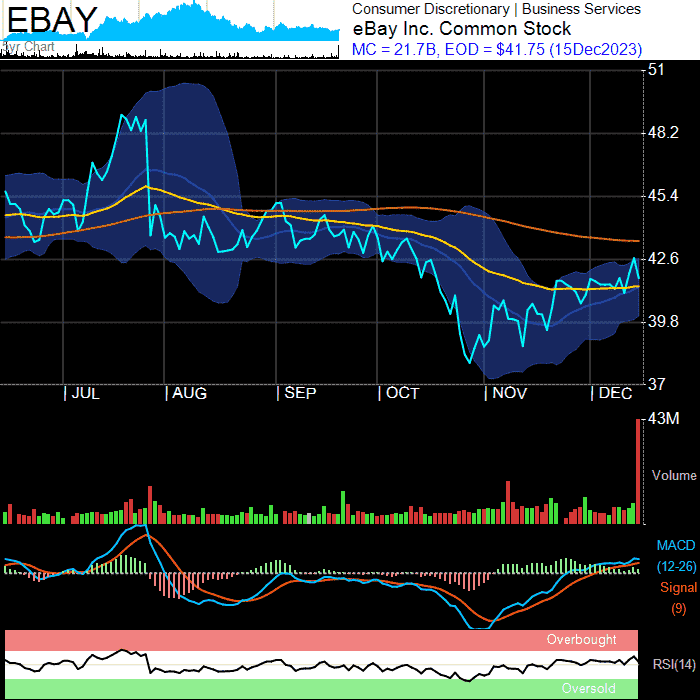 EBAY
5yr Chart
Consumer Discretionary | Business Services
eBay Inc. Common Stock
MC = 21.7B, EOD = $41.75 (15Dec2023)
51
48.2
45.4
42.6
39.8
37
| JUL | AUG | SEP | OCT | NOV | DEC
43M
Volume
MACD
(12-26)
Signal
(9)
Overbought
RSI(14)
Oversold